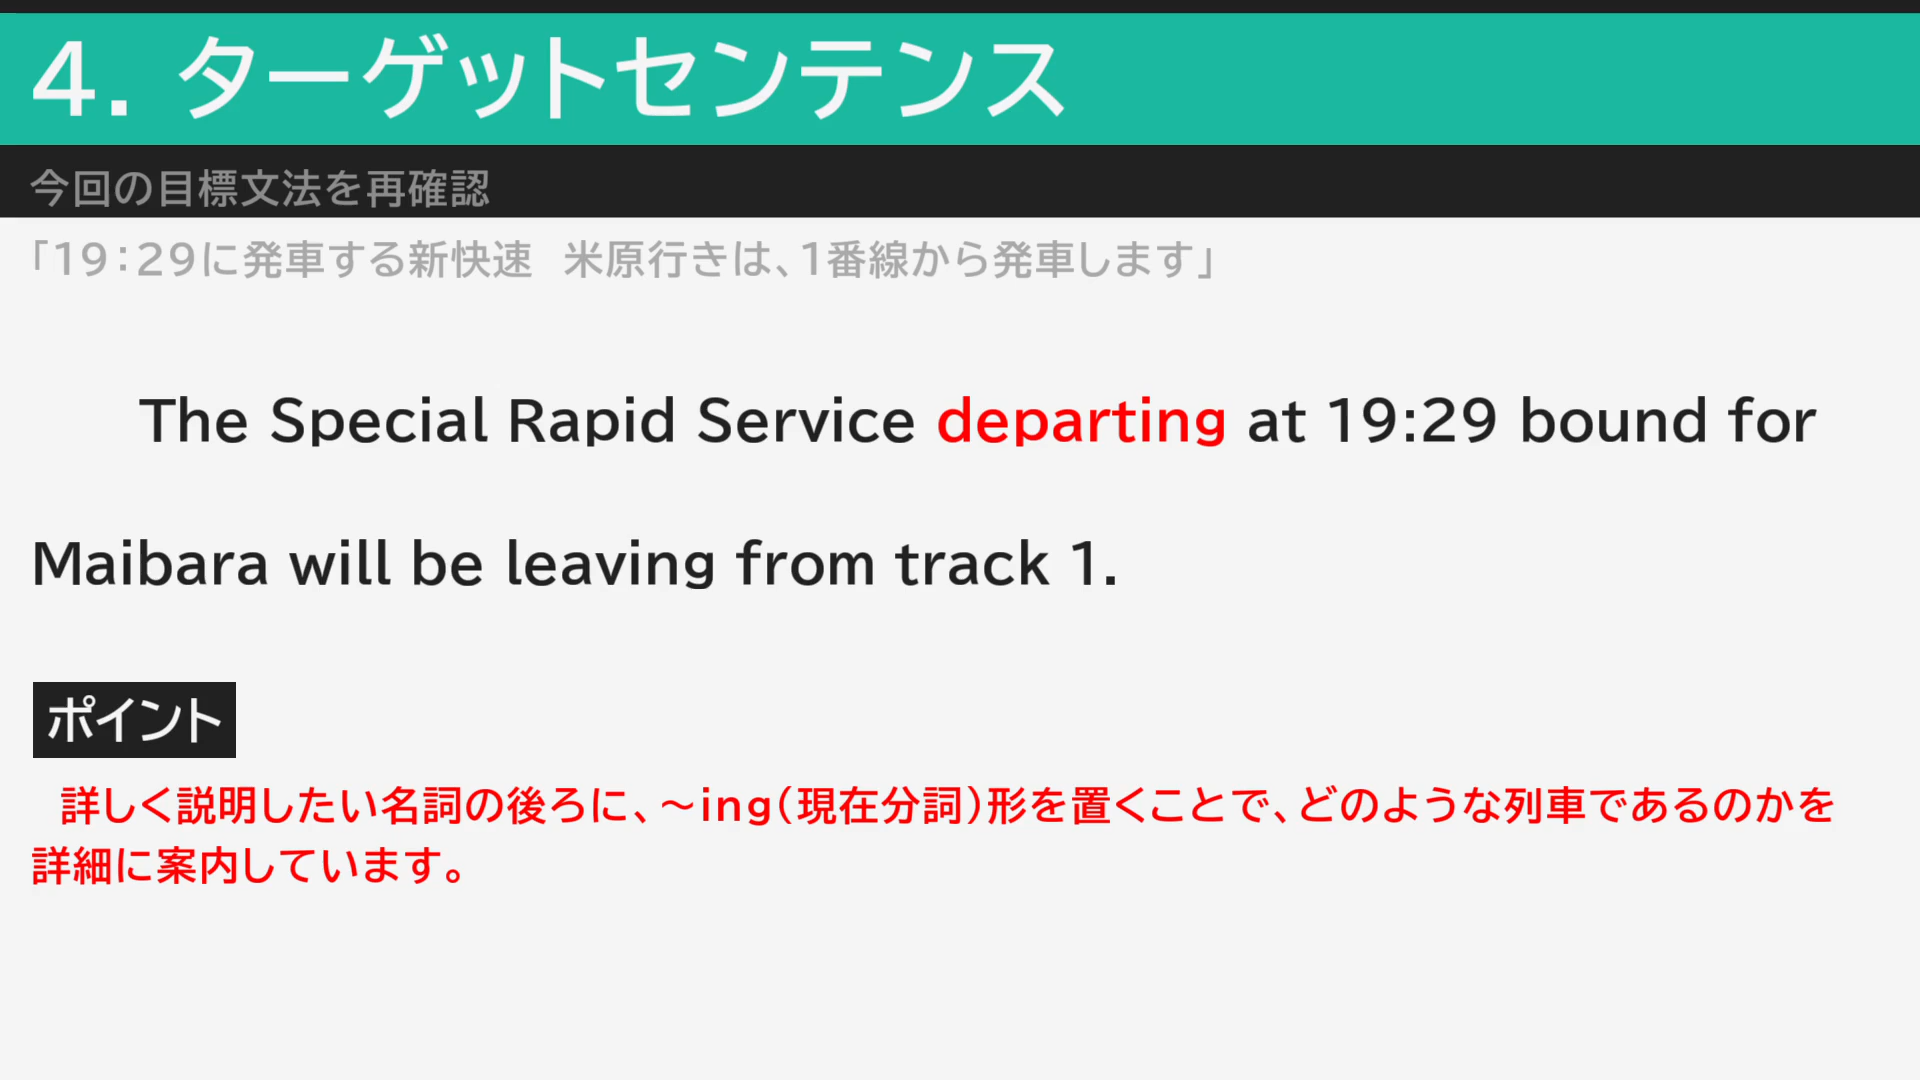 4. ターゲットセンテンス
今回の目標文法を再確認
「19：29に発車する新快速　米原行きは、1番線から発車します」
The Special Rapid Service departing at 19:29 bound for
Maibara will be leaving from track 1.
ポイント
詳しく説明したい名詞の後ろに、～ing（現在分詞）形を置くことで、どのような列車であるのかを
詳細に案内しています。